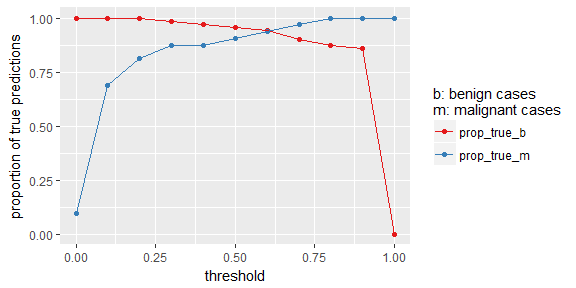 1.00
0.75
0.50
0.25
0.00
proportion of true predictions
0.00
0.25
0.50
0.75
1.00
threshold
b: benign cases
m: malignant cases
prop_true_b
prop_true_m